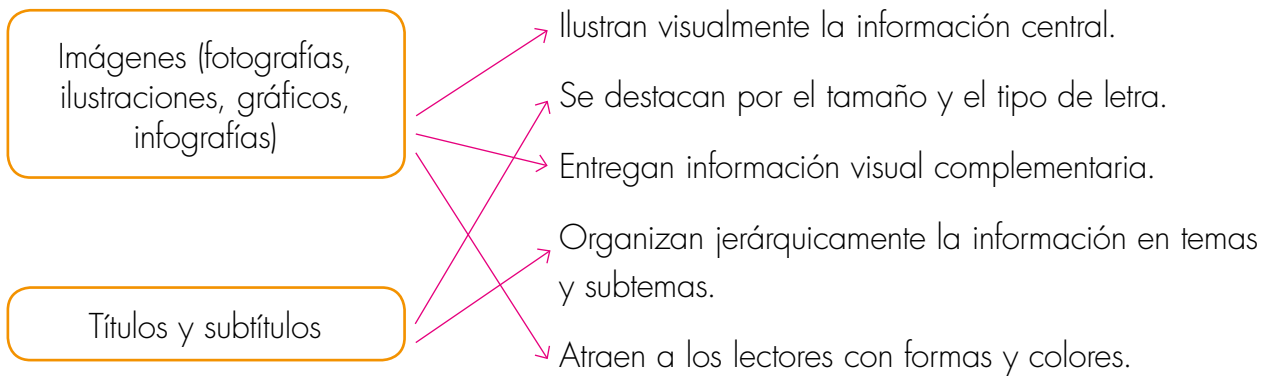 Imágenes (fotografías,
ilustraciones, gráficos,
infografías)
Títulos y subtítulos
Ilustran visualmente la información central.
Se destacan por el tamaño y el tipo de letra.
Entregan información visual complementaria.
Organizan jerárquicamente la información en temas
y subtemas.
Atraen a los lectores con formas y colores.